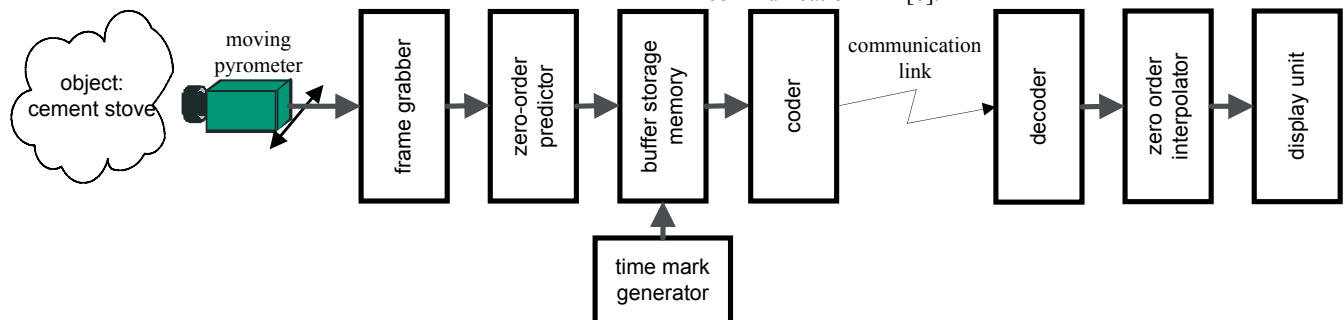 object:
cement stove
moving
pyrometer
frame grabber
zero-order
predictor
buffer storage
memory
coder
communication
link
decoder
zero order
interpolator
display unit
time mark
generator